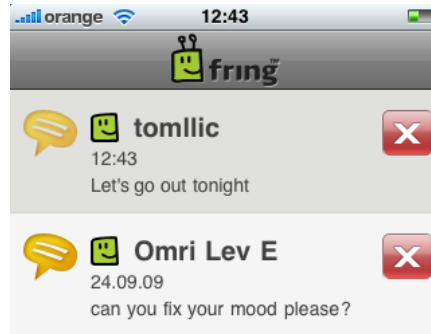 orange 12:43
fring™
tomllic
12:43
Let's go out tonight
Omri Lev E
24.09.09
can you fix your mood please?